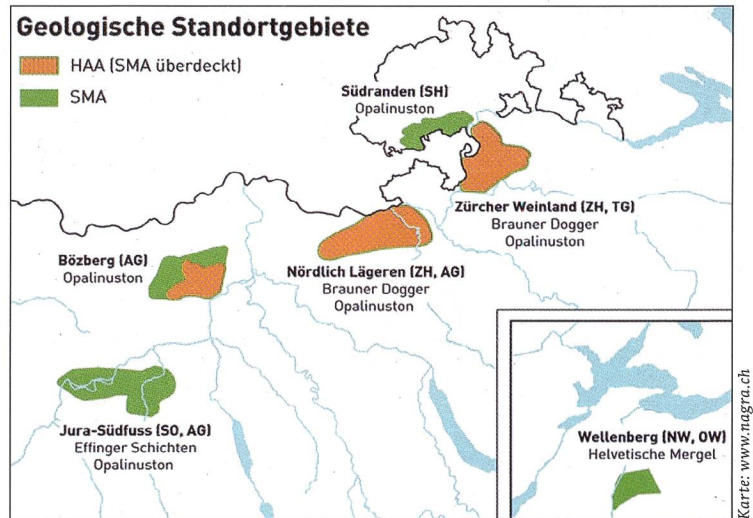 Geologische Standortgebiete
HAA (SMA überdeckt)
SMA
Südranden (SH)
Opalinuston
Zürcher Weinland (ZH, TG)
Brauner Dogger
Opalinuston
Bözberg (AG)
Opalinuston
Nördlich Lägeren (ZH, AG)
Brauner Dogger
Opalinuston
Jura-Südfuss (SO, AG)
Effinger Schichten
Opalinuston
Wellenberg (NW, OW)
Helvetische Mergel
Karte: www.nagra.ch